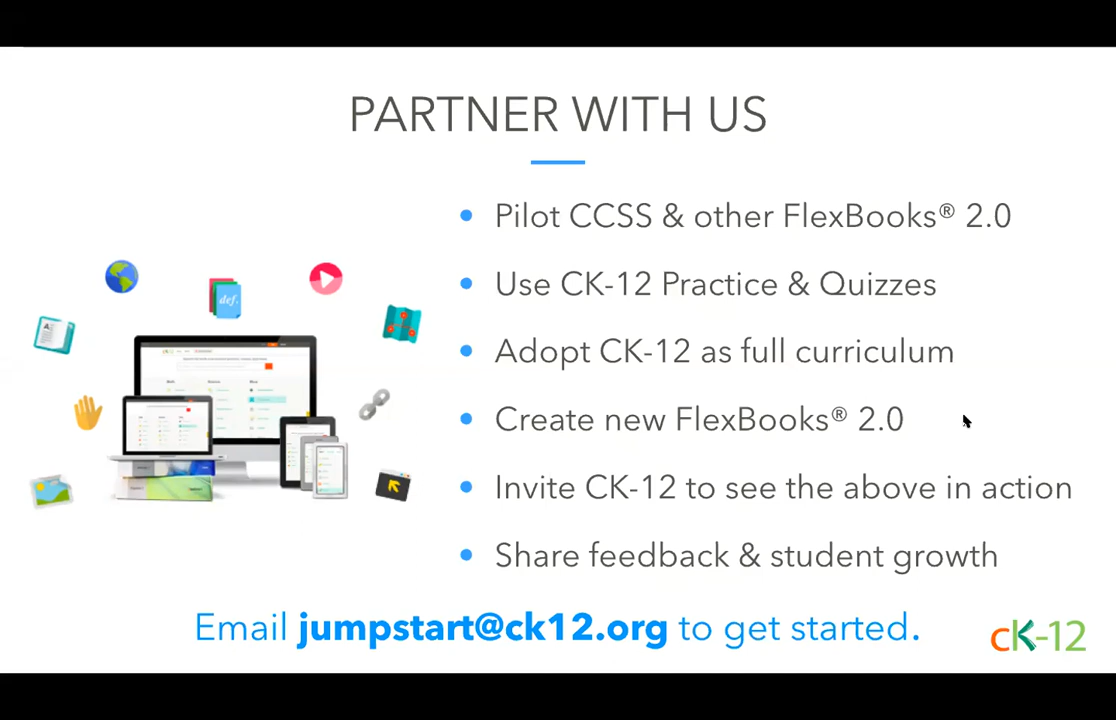 PARTNER WITH US
Pilot CCSS & other FlexBooks® 2.0
Use CK-12 Practice & Quizzes
Adopt CK-12 as full curriculum
Create new FlexBooks® 2.0
Invite CK-12 to see the above in action
Share feedback & student growth
def.
Email jumpstart@ck12.org to get started.
cK-12